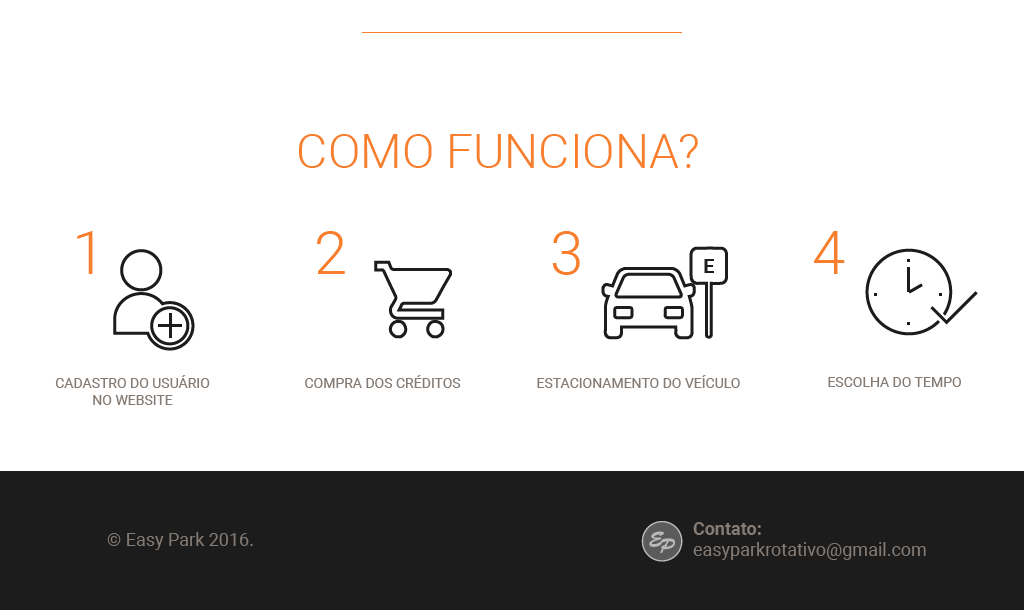 COMO FUNCIONA?
1
2
3
4
E
CADASTRO DO USUÁRIO
NO WEBSITE
COMPRA DOS CRÉDITOS
ESTACIONAMENTO DO VEÍCULO
ESCOLHA DO TEMPO
© Easy Park 2016.
EP
Contato:
easyparkrotativo@gmail.com